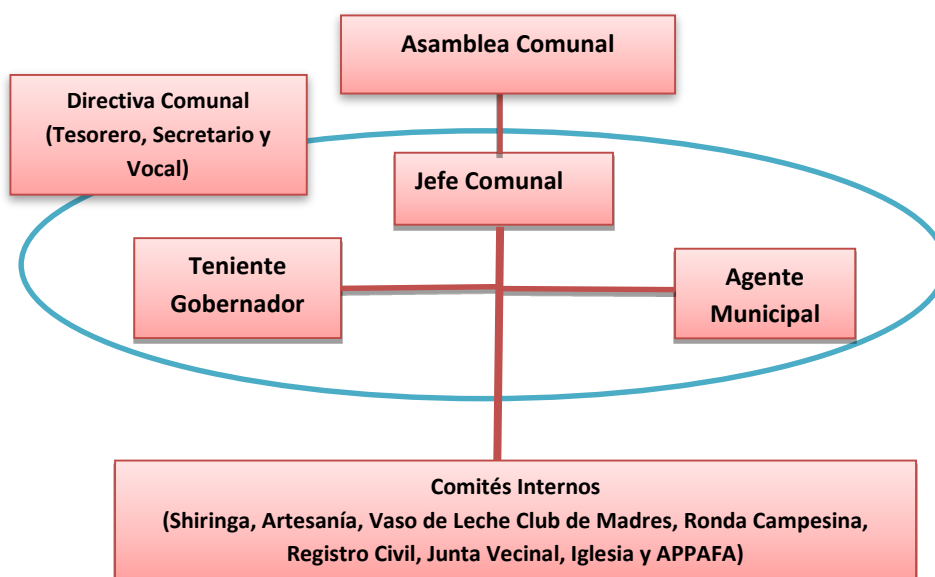 Asamblea Comunal
Directiva Comunal
(Tesorero, Secretario y
Vocal)
Jefe Comunal
Teniente
Gobernador
Agente
Municipal
Comités Internos
(Shiringa, Artesanía, Vaso de Leche Club de Madres, Ronda Campesina,
Registro Civil, Junta Vecinal, Iglesia y APPAFA)